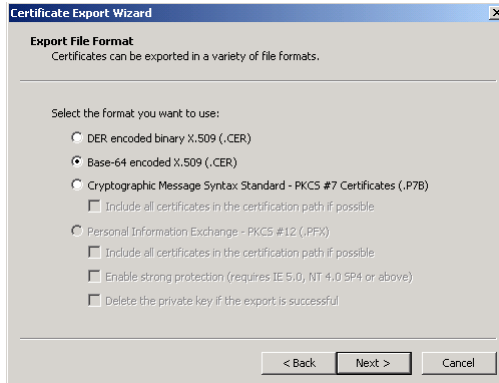 Certificate Export Wizard
Export File Format
Certificates can be exported in a variety of file formats.
Select the format you want to use:
DER encoded binary X.509 (.CER)
Base-64 encoded X.509 (.CER)
Cryptographic Message Syntax Standard - PKCS #7 Certificates (.P7B)
Include all certificates in the certification path if possible
Personal Information Exchange - PKCS #12 (.PFX)
Include all certificates in the certification path if possible
Enable strong protection (requires IE 5.0, NT 4.0 SP4 or above)
Delete the private key if the export is successful
< Back Next > Cancel